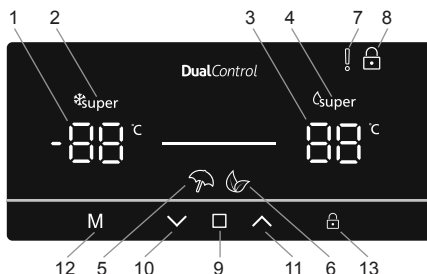 1 2 3 4 7 8
DualControl
super super
-88 °C 88 °C
M
12 5 10 9 11 6 13